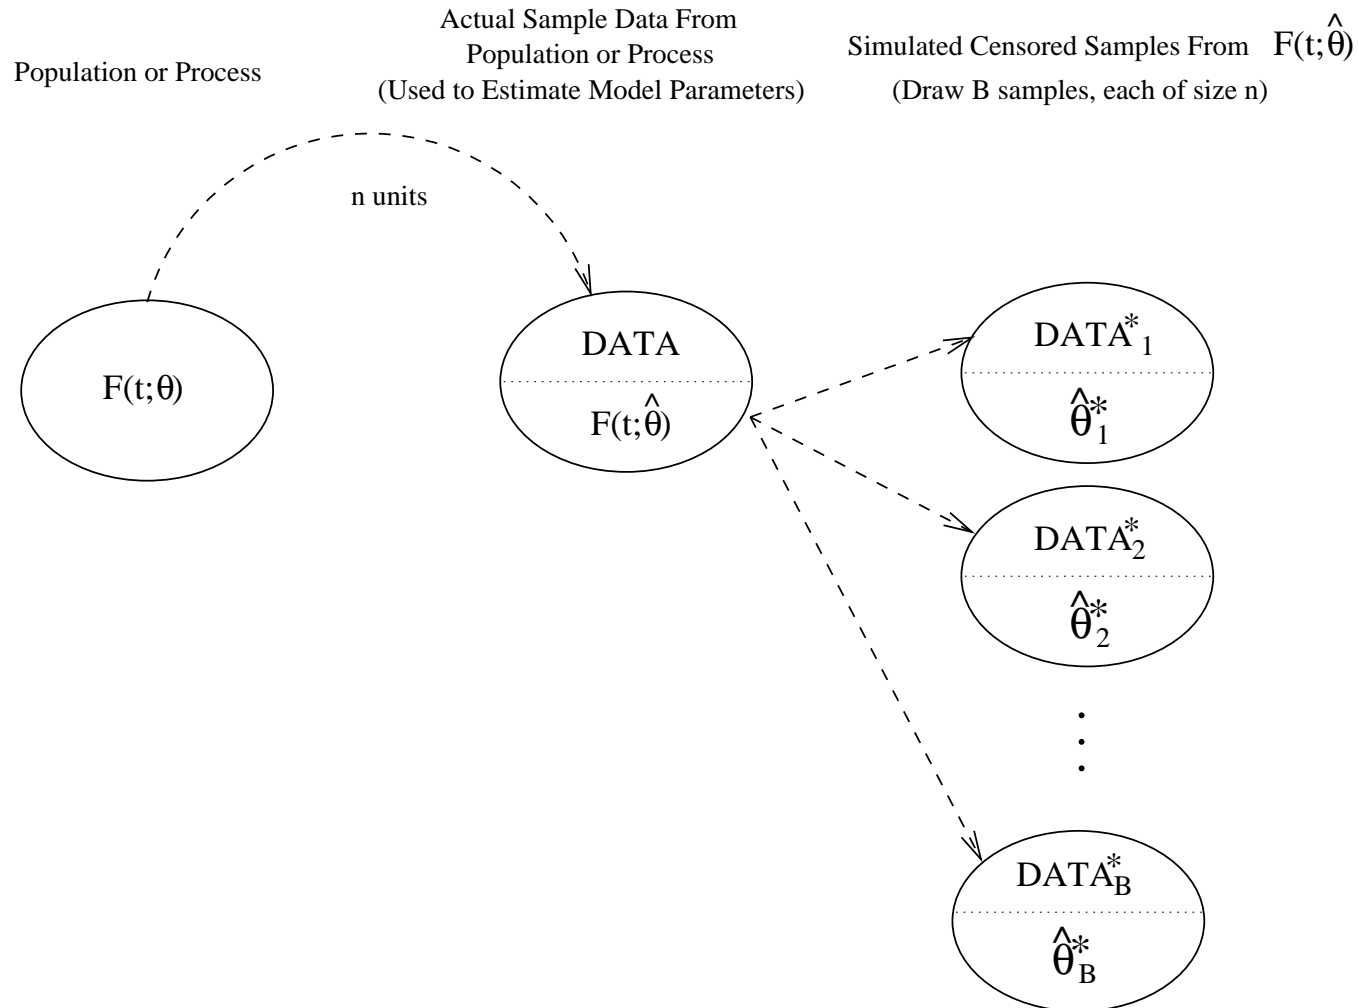 Population or Process
Actual Sample Data From
Population or Process
(Used to Estimate Model Parameters)
Simulated Censored Samples From F(t;θ̂)
(Draw B samples, each of size n)
n units
F(t;θ)
DATA
F(t;θ̂)
DATA*₁
θ̂*₁
DATA*₂
θ̂*₂
⋮
DATA*B
θ̂*B